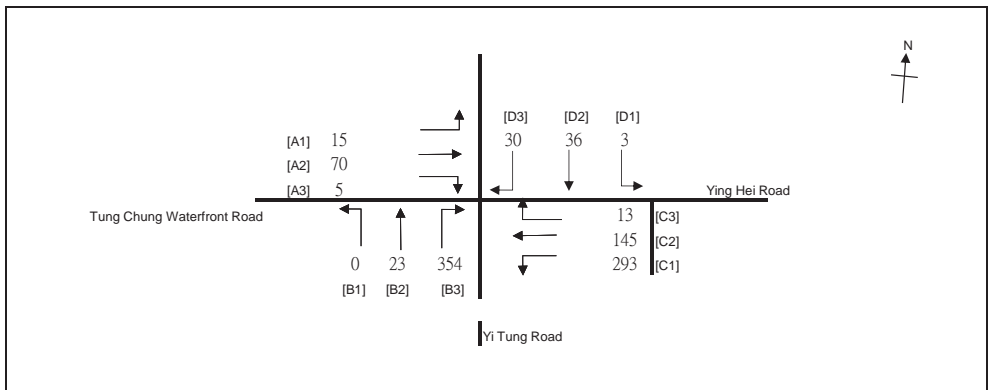 N
[D3] [D2] [D1]
30 36 3
[A1] 15
[A2] 70
[A3] 5
Ying Hei Road
Tung Chung Waterfront Road
13 [C3]
145 [C2]
293 [C1]
0 23 354
[B1] [B2] [B3]
Yi Tung Road